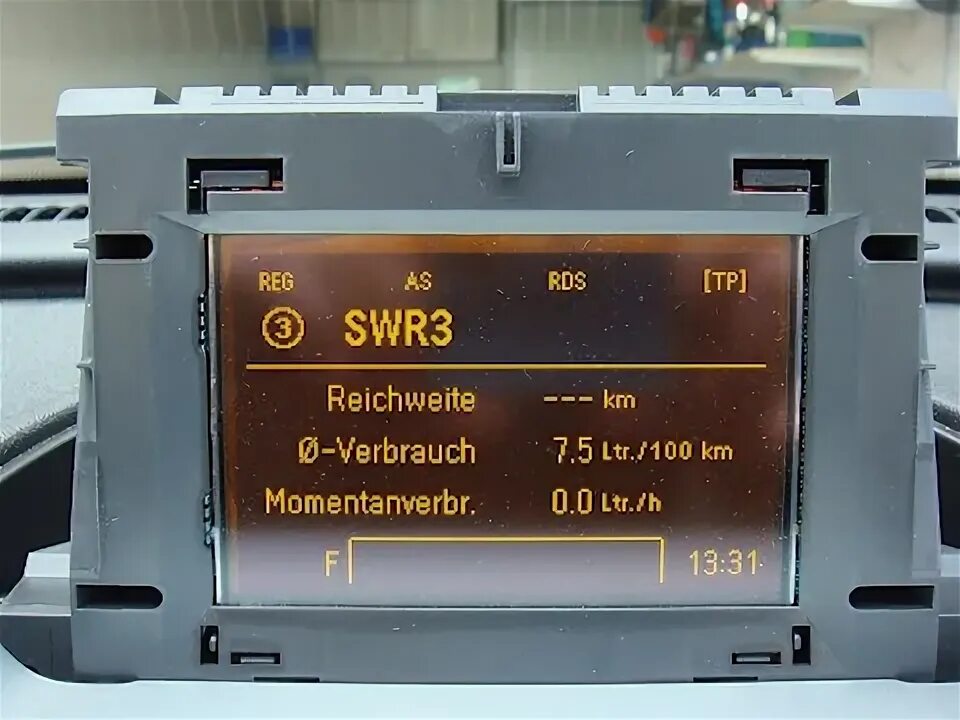 REG AS RDS [TP]
3 SWR3
Reichweite --- km
Ø-Verbrauch 7.5 Ltr./100 km
Momentanverbr. 0.0 Ltr./h
F 13:31